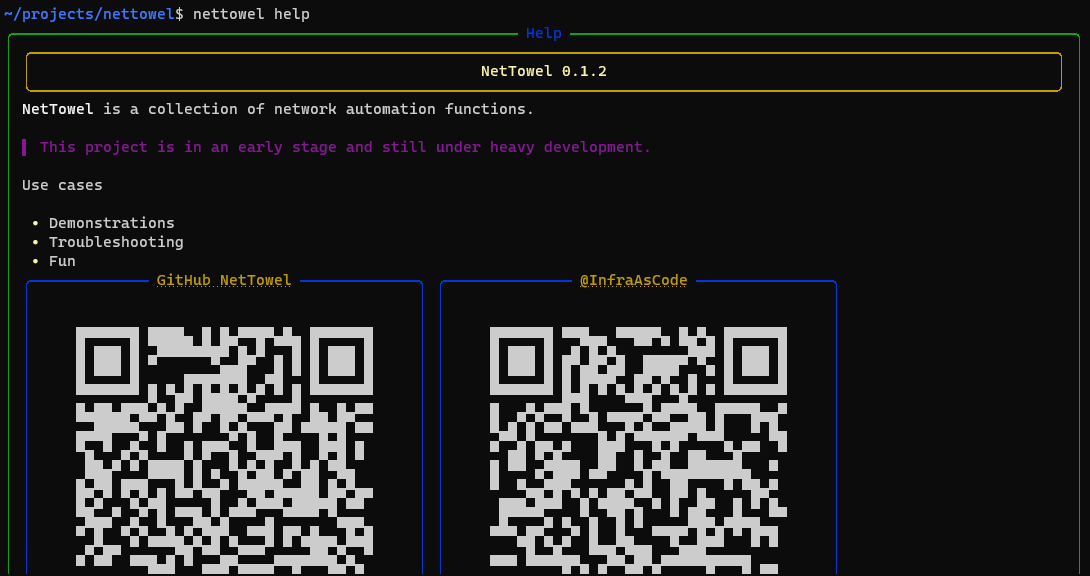 ~/projects/nettowel$ nettowel help
Help
NetTowel 0.1.2
NetTowel is a collection of network automation functions.
This project is in an early stage and still under heavy development.
Use cases
• Demonstrations
• Troubleshooting
• Fun
GitHub NetTowel
@InfraAsCode